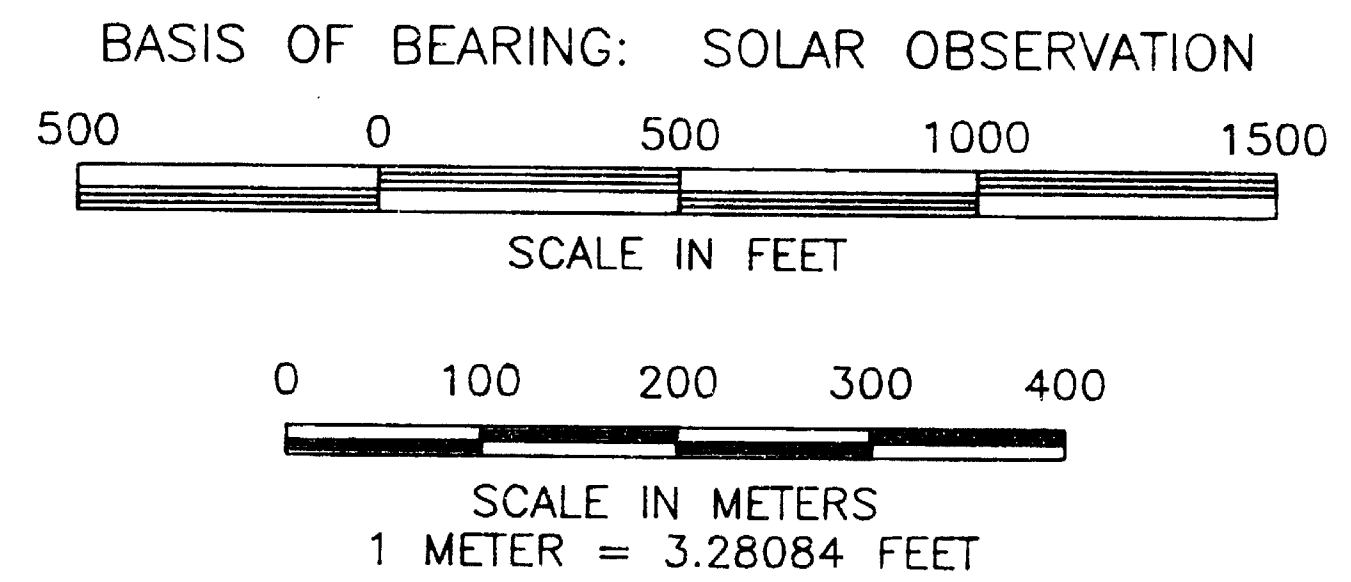 BASIS OF BEARING: SOLAR OBSERVATION
500 0 500 1000 1500
SCALE IN FEET
0 100 200 300 400
SCALE IN METERS
1 METER = 3.28084 FEET